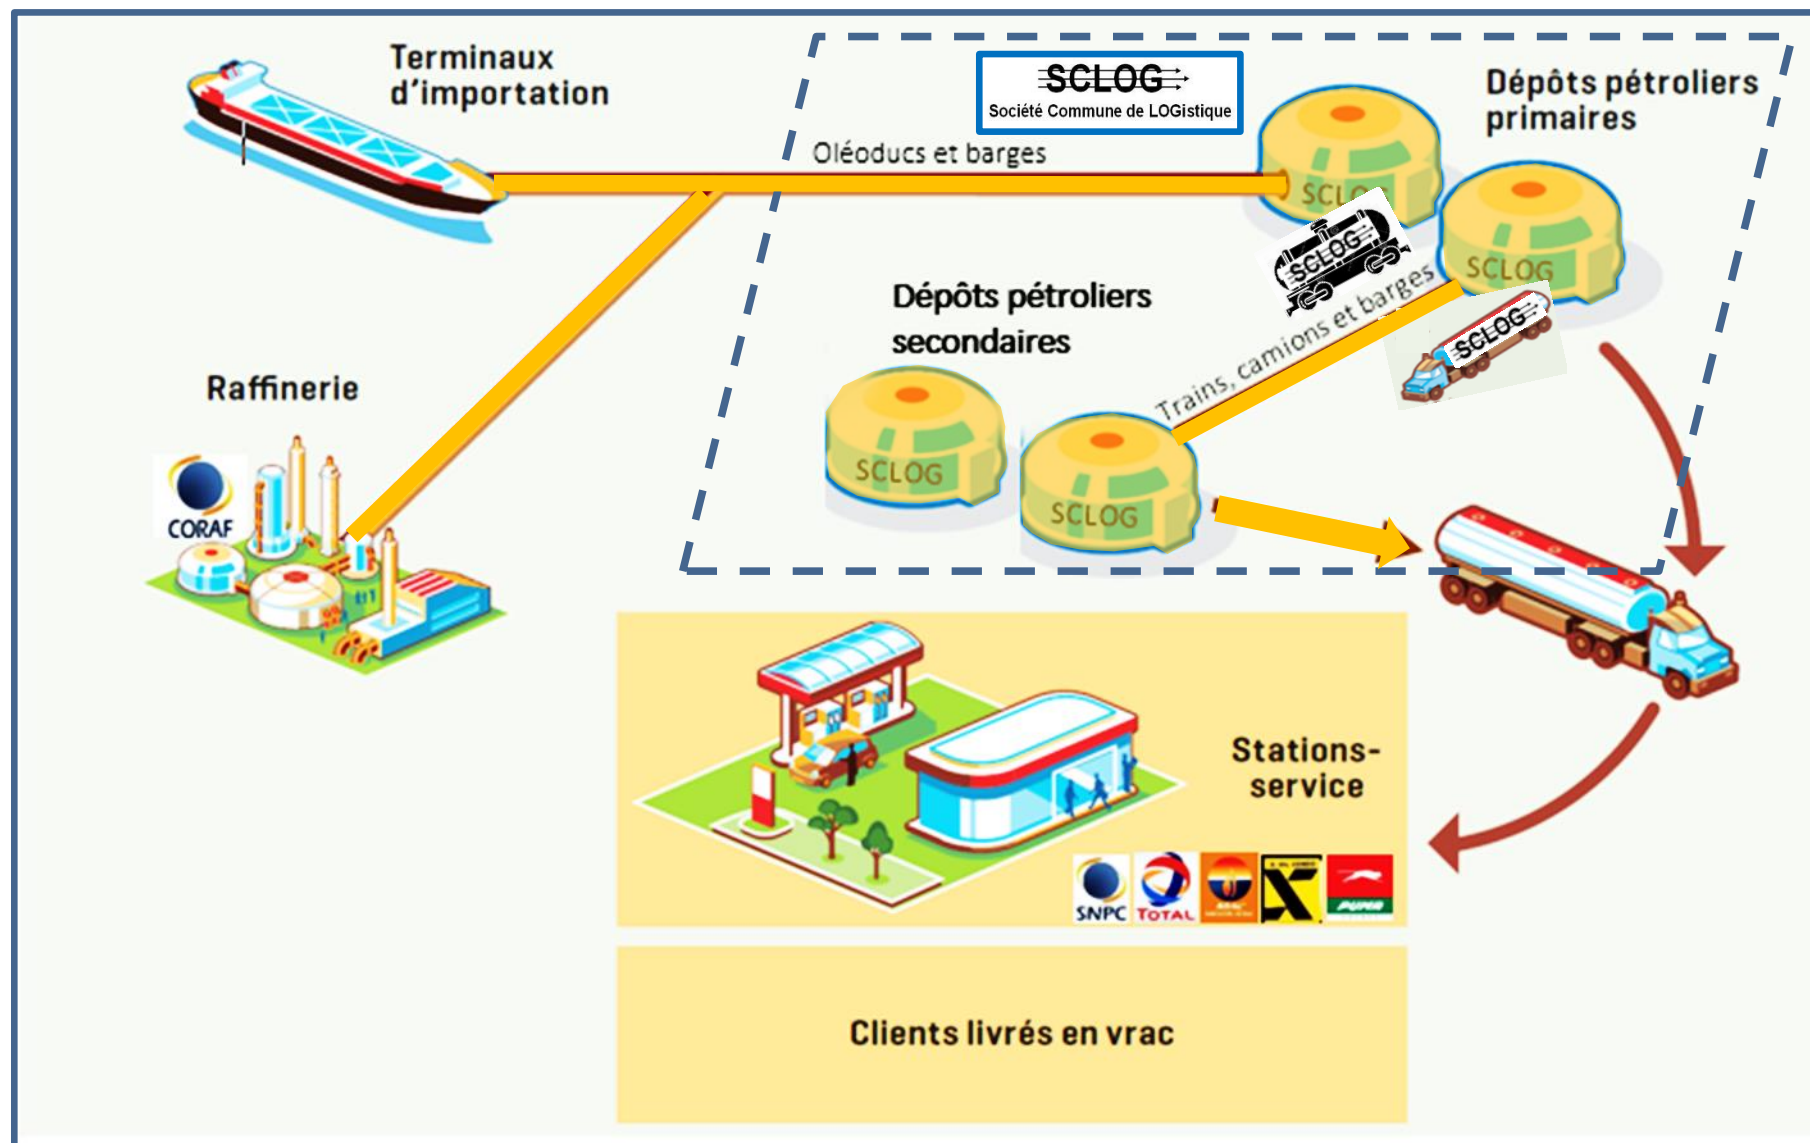 Terminaux
d'importation
SCLOG
Société Commune de LOGistique
Dépôts pétroliers
primaires
Oléoducs et barges
SCLOG
SCLOG
SCLOG
Trains, camions et barges
SCLOG
Dépôts pétroliers
secondaires
SCLOG
SCLOG
Raffinerie
CORAF
Stations-
service
SNPC
TOTAL
X
PUMA
Clients livrés en vrac